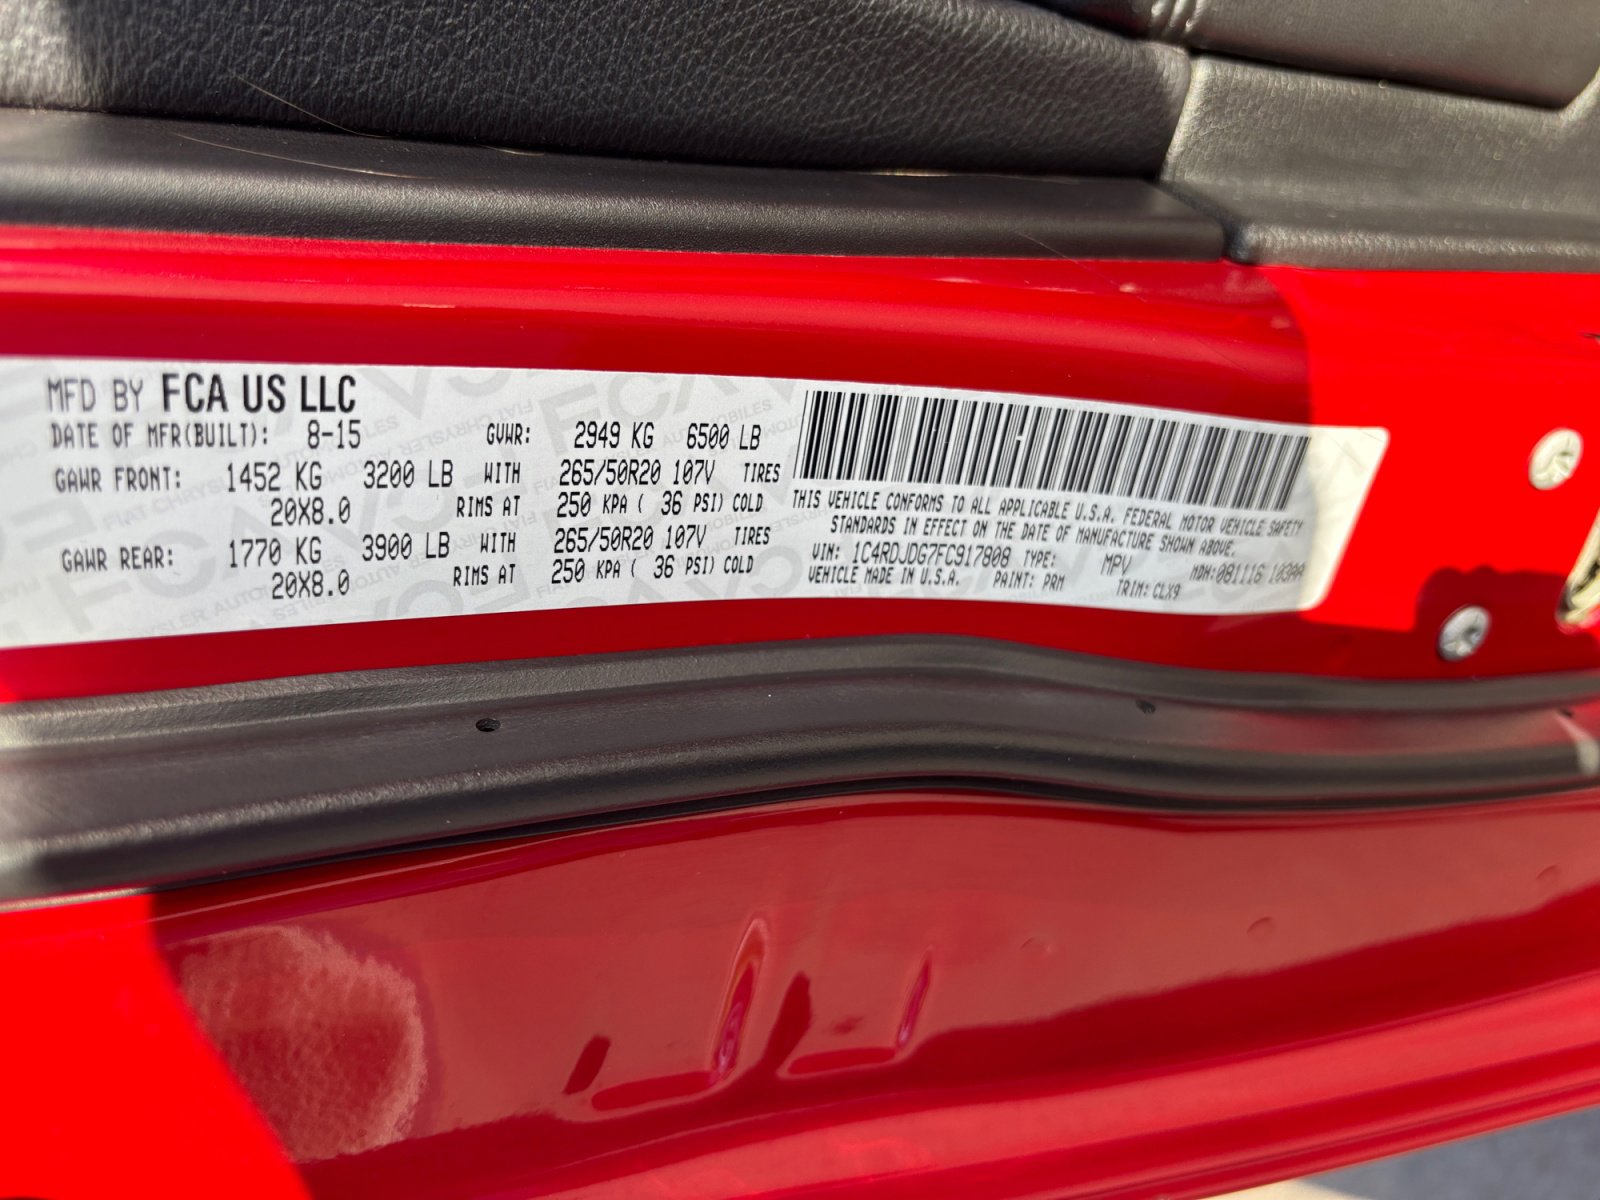 MFD BY FCA US LLC
DATE OF MFR(BUILT): 8-15 GVWR: 2949 KG 6500 LB
GAWR FRONT: 1452 KG 3200 LB WITH 265/50R20 107V TIRES
20X8.0 RIMS AT 250 KPA ( 36 PSI) COLD
GAWR REAR: 1770 KG 3900 LB WITH 265/50R20 107V TIRES
20X8.0 RIMS AT 250 KPA ( 36 PSI) COLD
THIS VEHICLE CONFORMS TO ALL APPLICABLE U.S.A. FEDERAL MOTOR VEHICLE SAFETY
STANDARDS IN EFFECT ON THE DATE OF MANUFACTURE SHOWN ABOVE.
VIN: 1C4RDJDG7FC917808 TYPE: MPV MDH:081116 103AA
VEHICLE MADE IN U.S.A. PAINT: PRM TRIM: CLX9